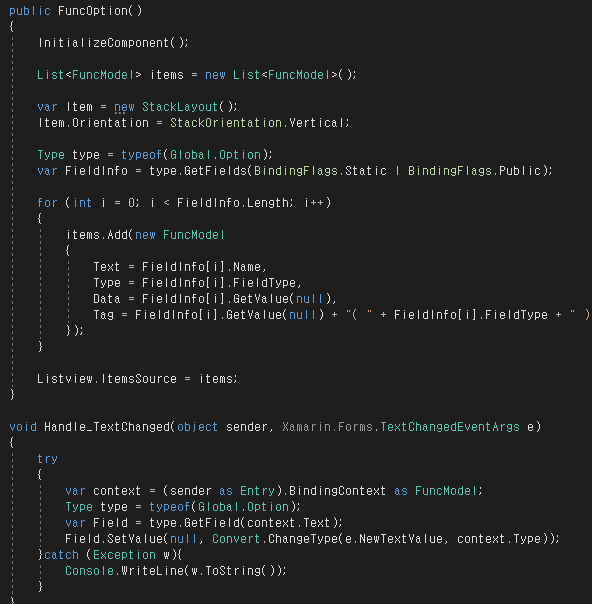 public FuncOption()
{
InitializeComponent();
List<FuncModel> items = new List<FuncModel>();
var Item = new StackLayout();
Item.Orientation = StackOrientation.Vertical;
Type type = typeof(Global.Option);
var FieldInfo = type.GetFields(BindingFlags.Static | BindingFlags.Public);
for (int i = 0; i < FieldInfo.Length; i++)
{
items.Add(new FuncModel
{
Text = FieldInfo[i].Name,
Type = FieldInfo[i].FieldType,
Data = FieldInfo[i].GetValue(null),
Tag = FieldInfo[i].GetValue(null) + "( " + FieldInfo[i].FieldType + " )
});
}
Listview.ItemsSource = items;
}
void Handle_TextChanged(object sender, Xamarin.Forms.TextChangedEventArgs e)
{
try
{
var context = (sender as Entry).BindingContext as FuncModel;
Type type = typeof(Global.Option);
var Field = type.GetField(context.Text);
Field.SetValue(null, Convert.ChangeType(e.NewTextValue, context.Type));
}catch (Exception w){
Console.WriteLine(w.ToString());
}
}